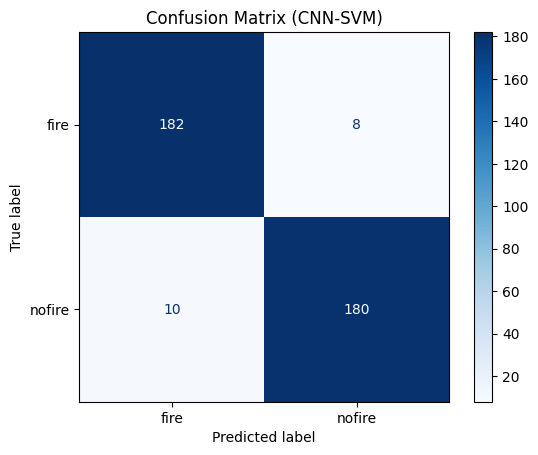 Confusion Matrix (CNN-SVM)
fire
182
8
nofire
10
180
True label
fire
nofire
Predicted label
180
160
140
120
100
80
60
40
20